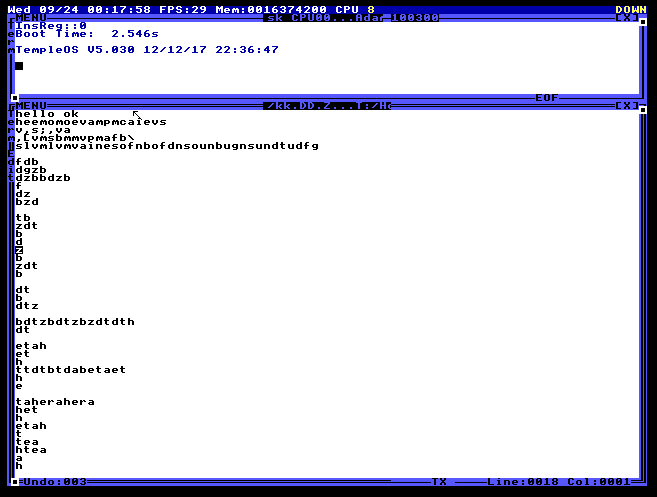 Wed 09/24 00:17:58 FPS:29 Mem:0016374200 CPU 8 DOWN
MENU sk CPU00...Adam 100300 [X]
InsReg::0
Boot Time: 2.546s
TempleOS V5.030 12/12/17 22:36:47
EOF
MENU /kk.DD.Z...T:/H [X]
hello ok
heemomoevampmcaievs
v,s;,va
,[vmsbmmvpmafb\
slvmlvmvainesofnbofdnsounbugnsundtudfg
dfdb
dgzb
dzbbdzb
f
dz
bzd
tb
zdt
b
d
z
b
zdt
b
dt
b
dtz
bdtzbdtzbzdtdth
dt
etah
et
h
ttdtbtdabetaet
h
e
taherahera
het
h
etah
t
tea
htea
a
h
Undo:003 TX Line:0018 Col:0001